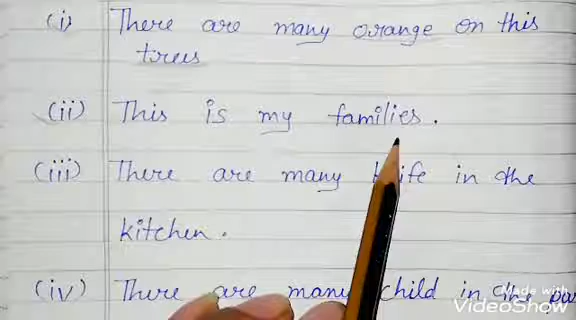 (i) There are many orange on this
trees
(ii) This is my families.
(iii) There are many knife in the
kitchen.
(iv) There are many child in the
Made with
VideoShow